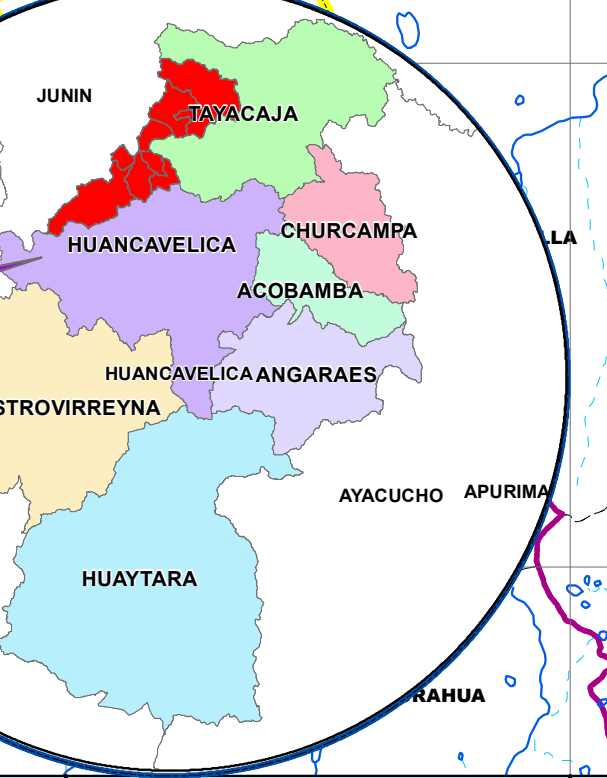 JUNIN
TAYACAJA
CHURCAMPA
LLA
HUANCAVELICA
ACOBAMBA
HUANCAVELICA
ANGARAES
STROVIRREYNA
AYACUCHO
APURIMA
HUAYTARA
RAHUA